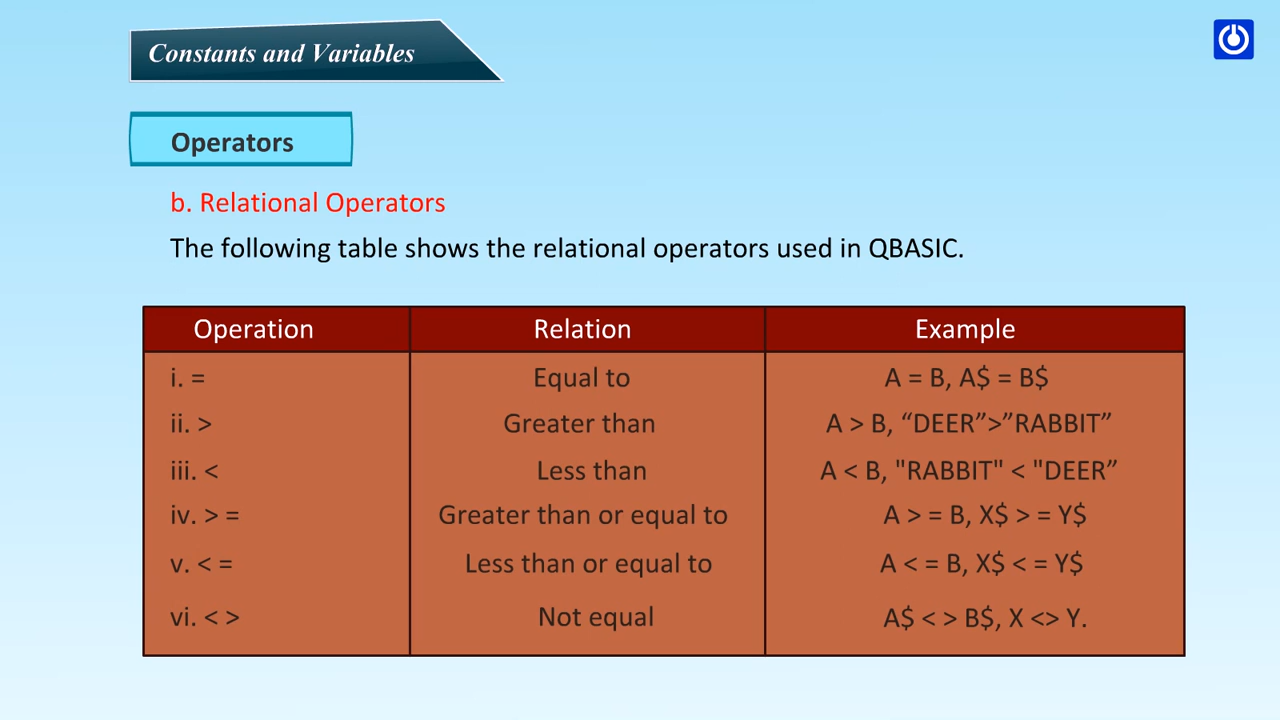 Constants and Variables
Operators
b. Relational Operators
The following table shows the relational operators used in QBASIC.
Operation Relation Example
i. = Equal to A = B, A$ = B$
ii. > Greater than A > B, “DEER”>”RABBIT”
iii. < Less than A < B, "RABBIT" < "DEER”
iv. > = Greater than or equal to A > = B, X$ > = Y$
v. < = Less than or equal to A < = B, X$ < = Y$
vi. < > Not equal A$ < > B$, X <> Y.